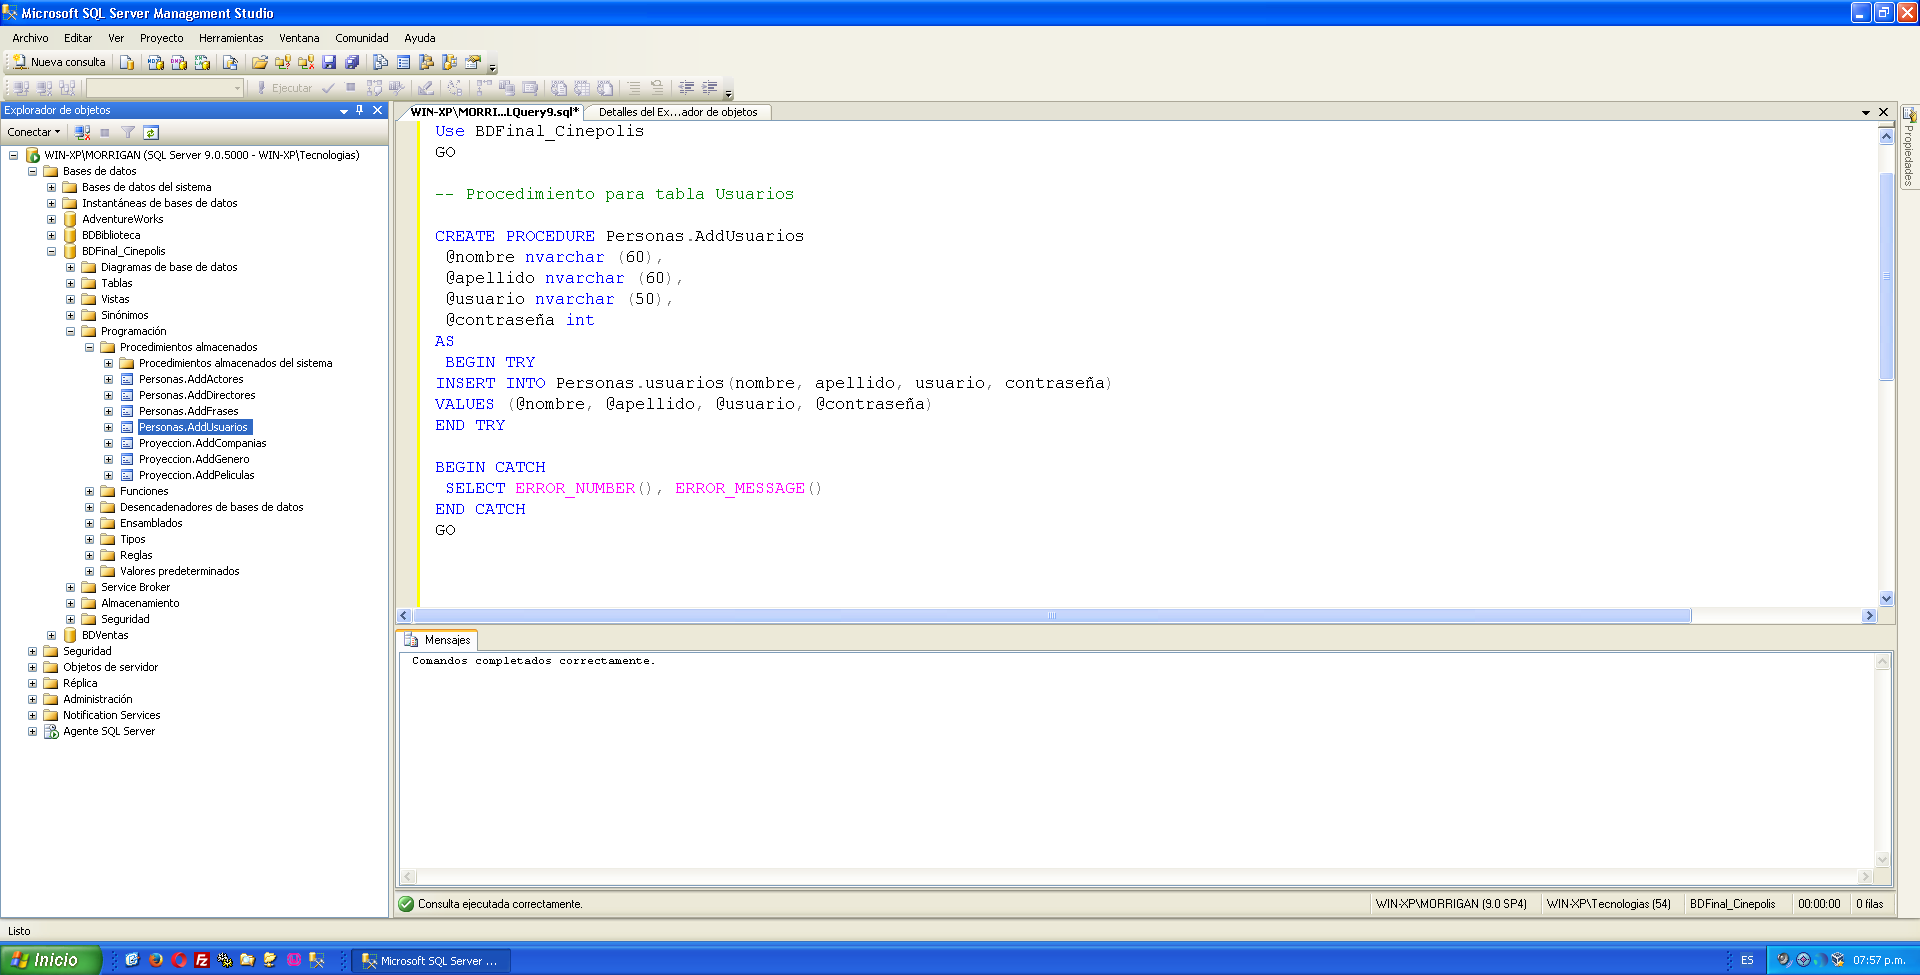 Microsoft SQL Server Management Studio
Archivo Editar Ver Proyecto Herramientas Ventana Comunidad Ayuda
Nueva consulta
Ejecutar
Explorador de objetos
Conectar
WIN-XP\MORRIGAN (SQL Server 9.0.5000 - WIN-XP\Tecnologias)
Bases de datos
Bases de datos del sistema
Instantáneas de bases de datos
AdventureWorks
BDBiblioteca
BDFinal_Cinepolis
Diagramas de base de datos
Tablas
Vistas
Sinónimos
Programación
Procedimientos almacenados
Procedimientos almacenados del sistema
Personas.AddActores
Personas.AddDirectores
Personas.AddFrases
Personas.AddUsuarios
Proyeccion.AddCompanias
Proyeccion.AddGenero
Proyeccion.AddPeliculas
Funciones
Desencadenadores de bases de datos
Ensamblados
Tipos
Reglas
Valores predeterminados
Service Broker
Almacenamiento
Seguridad
BDVentas
Seguridad
Objetos de servidor
Réplica
Administración
Notification Services
Agente SQL Server
WIN-XP\MORRI...LQuery9.sql* Detalles del Ex...ador de objetos
Use BDFinal_Cinepolis
GO
-- Procedimiento para tabla Usuarios
CREATE PROCEDURE Personas.AddUsuarios
@nombre nvarchar (60),
@apellido nvarchar (60),
@usuario nvarchar (50),
@contraseña int
AS
BEGIN TRY
INSERT INTO Personas.usuarios(nombre, apellido, usuario, contraseña)
VALUES (@nombre, @apellido, @usuario, @contraseña)
END TRY
BEGIN CATCH
SELECT ERROR_NUMBER(), ERROR_MESSAGE()
END CATCH
GO
Mensajes
Comandos completados correctamente.
Consulta ejecutada correctamente. WIN-XP\MORRIGAN (9.0 SP4) WIN-XP\Tecnologias (54) BDFinal_Cinepolis 00:00:00 0 filas
Propiedades
Listo
Inicio Microsoft SQL Server ... ES 07:57 p.m.